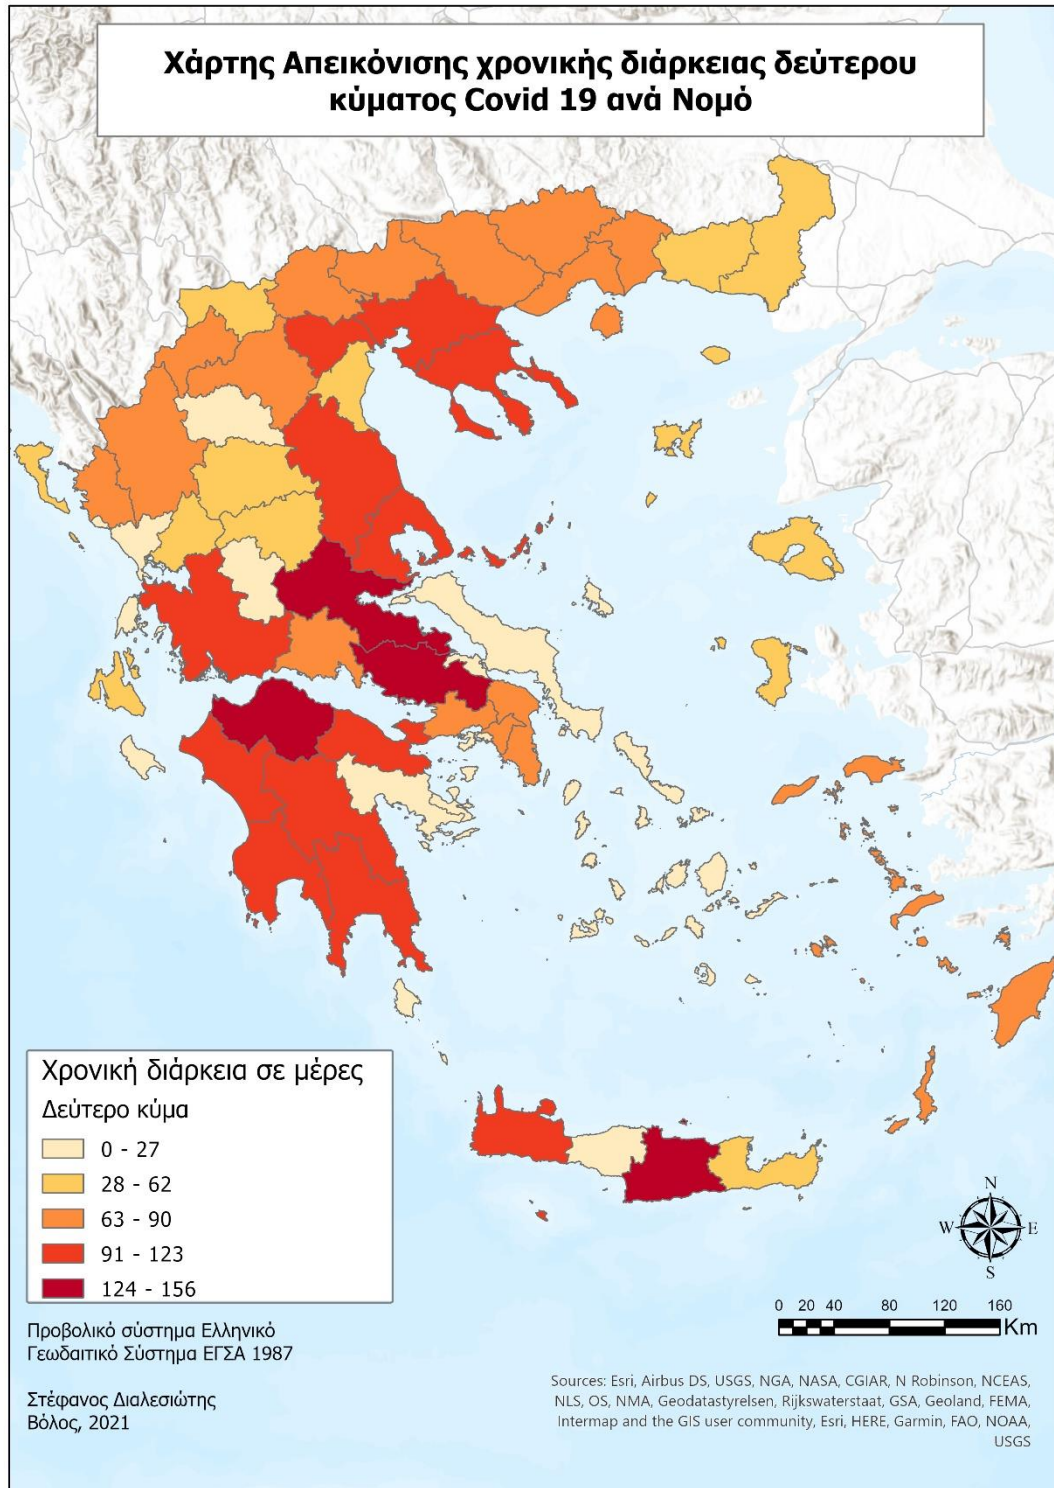 Χάρτης Απεικόνισης χρονικής διάρκειας δεύτερου
κύματος Covid 19 ανά Νομό
Χρονική διάρκεια σε μέρες
Δεύτερο κύμα
0 - 27
28 - 62
63 - 90
91 - 123
124 - 156
Προβολικό σύστημα Ελληνικό
Γεωδαιτικό Σύστημα ΕΓΣΑ 1987
Στέφανος Διαλεσιώτης
Βόλος, 2021
N
W E
S
0 20 40 80 120 160
Km
Sources: Esri, Airbus DS, USGS, NGA, NASA, CGIAR, N Robinson, NCEAS,
NLS, OS, NMA, Geodatastyrelsen, Rijkswaterstaat, GSA, Geoland, FEMA,
Intermap and the GIS user community, Esri, HERE, Garmin, FAO, NOAA,
USGS